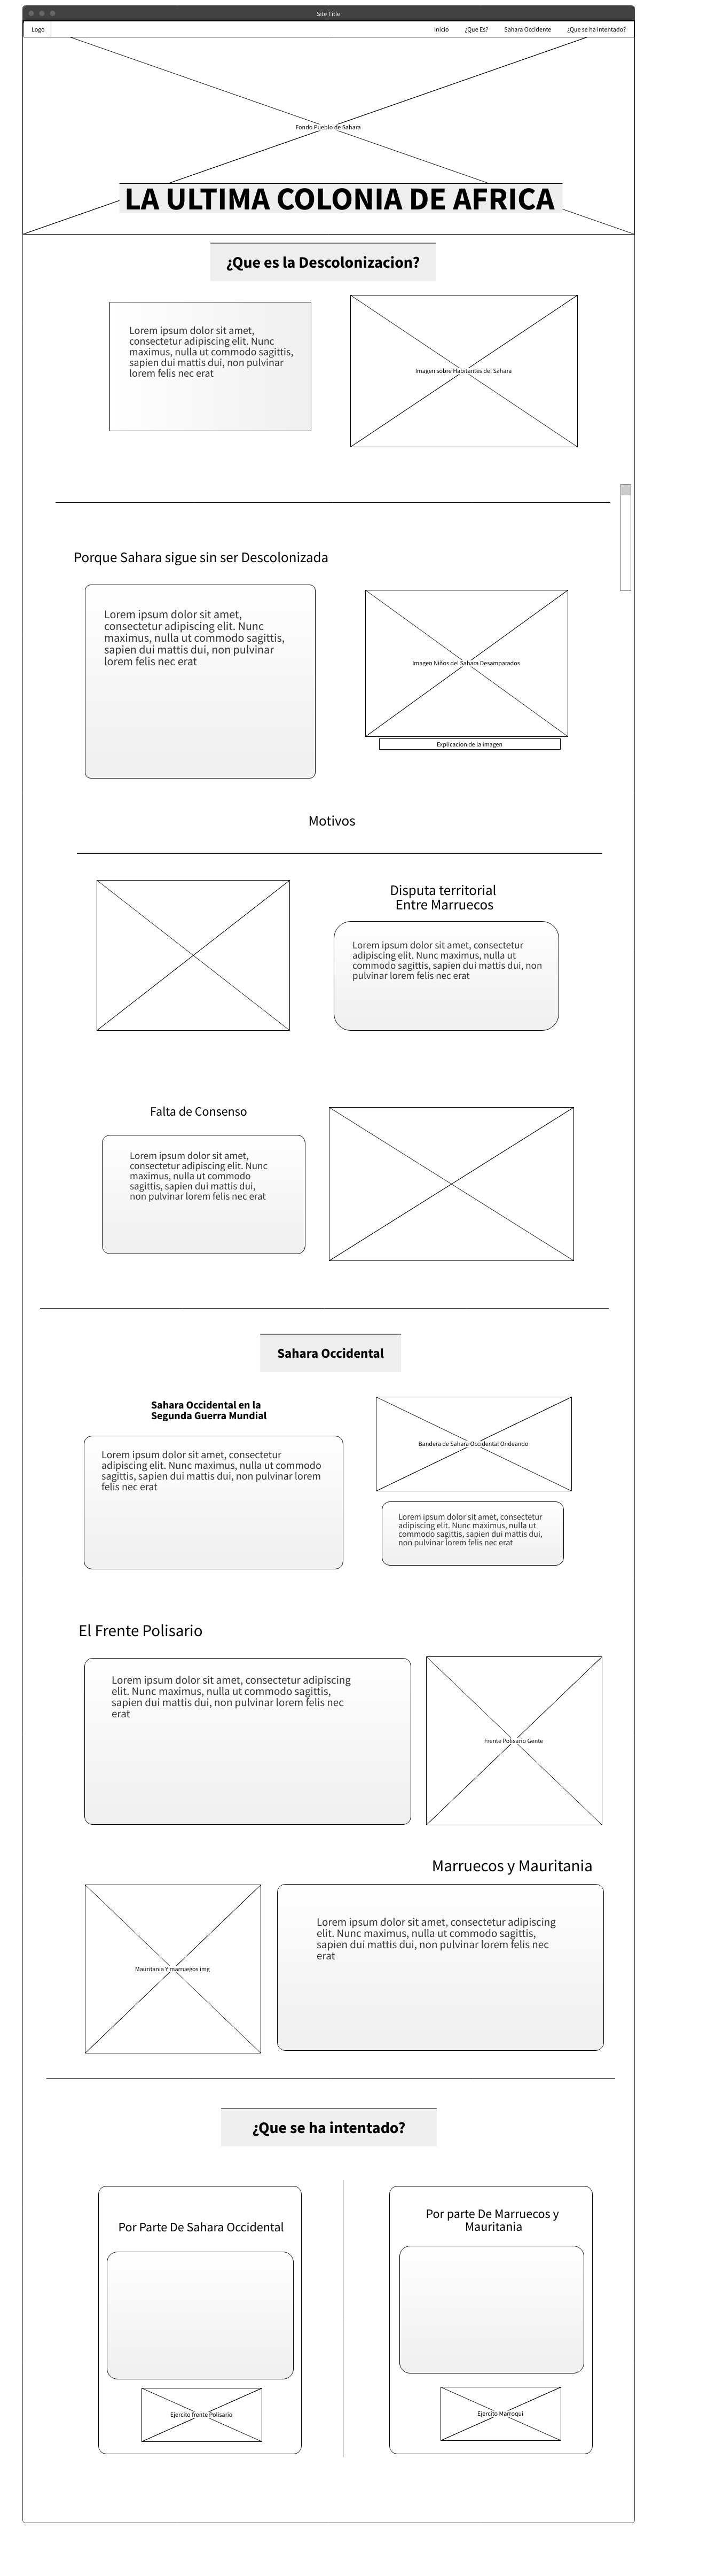 Site Title
Logo
Inicio
¿Que Es?
Sahara Occidente
¿Que se ha intentado?
Fondo Pueblo de Sahara
LA ULTIMA COLONIA DE AFRICA
¿Que es la Descolonizacion?
Lorem ipsum dolor sit amet,
consectetur adipiscing elit. Nunc
maximus, nulla ut commodo sagittis,
sapien dui mattis dui, non pulvinar
lorem felis nec erat
Imagen sobre Habitantes del Sahara
Porque Sahara sigue sin ser Descolonizada
Lorem ipsum dolor sit amet,
consectetur adipiscing elit. Nunc
maximus, nulla ut commodo sagittis,
sapien dui mattis dui, non pulvinar
lorem felis nec erat
Imagen Niños del Sahara Desamparados
Explicacion de la imagen
Motivos
Disputa territorial
Entre Marruecos
Lorem ipsum dolor sit amet, consectetur
adipiscing elit. Nunc maximus, nulla ut
commodo sagittis, sapien dui mattis dui, non
pulvinar lorem felis nec erat
Falta de Consenso
Lorem ipsum dolor sit amet,
consectetur adipiscing elit. Nunc
maximus, nulla ut commodo
sagittis, sapien dui mattis dui,
non pulvinar lorem felis nec erat
Sahara Occidental
Sahara Occidental en la
Segunda Guerra Mundial
Lorem ipsum dolor sit amet, consectetur
adipiscing elit. Nunc maximus, nulla ut commodo
sagittis, sapien dui mattis dui, non pulvinar lorem
felis nec erat
Bandera de Sahara Occidental Ondeando
Lorem ipsum dolor sit amet, consectetur
adipiscing elit. Nunc maximus, nulla ut
commodo sagittis, sapien dui mattis dui,
non pulvinar lorem felis nec erat
El Frente Polisario
Lorem ipsum dolor sit amet, consectetur adipiscing
elit. Nunc maximus, nulla ut commodo sagittis,
sapien dui mattis dui, non pulvinar lorem felis nec
erat
Frente Polisario Gente
Marruecos y Mauritania
Mauritania Y marruegos img
Lorem ipsum dolor sit amet, consectetur adipiscing
elit. Nunc maximus, nulla ut commodo sagittis,
sapien dui mattis dui, non pulvinar lorem felis nec
erat
¿Que se ha intentado?
Por Parte De Sahara Occidental
Ejercito frente Polisario
Por parte De Marruecos y
Mauritania
Ejercito Marroqui